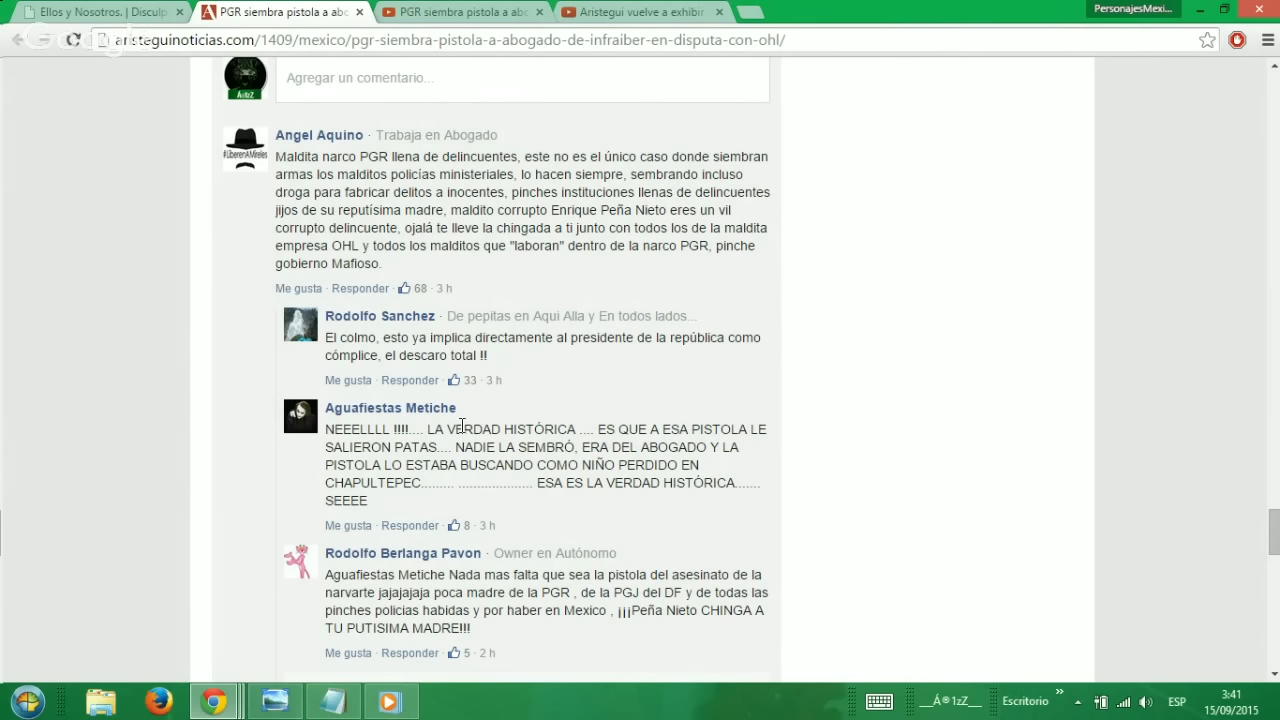 Ellos y Nosotros. | Disculp
PGR siembra pistola a abo
PGR siembra pistola a abo
Aristegui vuelve a exhibir
PersonajesMexi...
eguinoticias.com/1409/mexico/pgr-siembra-pistola-a-abogado-de-infraiber-en-disputa-con-ohl/
Agregar un comentario...
Angel Aquino · Trabaja en Abogado
#LiberenAMireles
Maldita narco PGR llena de delincuentes, este no es el único caso donde siembran
armas los malditos policías ministeriales, lo hacen siempre, sembrando incluso
droga para fabricar delitos a inocentes, pinches instituciones llenas de delincuentes
jijos de su reputísima madre, maldito corrupto Enrique Peña Nieto eres un vil
corrupto delincuente, ojalá te lleve la chingada a ti junto con todos los de la maldita
empresa OHL y todos los malditos que "laboran" dentro de la narco PGR, pinche
gobierno Mafioso.
Me gusta · Responder · 68 · 3 h
Rodolfo Sanchez · De pepitas en Aqui Alla y En todos lados...
El colmo, esto ya implica directamente al presidente de la república como
cómplice, el descaro total !!
Me gusta · Responder · 33 · 3 h
Aguafiestas Metiche
NEEELLLL !!!!.... LA VERDAD HISTÓRICA .... ES QUE A ESA PISTOLA LE
SALIERON PATAS.... NADIE LA SEMBRÓ, ERA DEL ABOGADO Y LA
PISTOLA LO ESTABA BUSCANDO COMO NIÑO PERDIDO EN
CHAPULTEPEC......... .................... ESA ES LA VERDAD HISTÓRICA.......
SEEEE
Me gusta · Responder · 8 · 3 h
Rodolfo Berlanga Pavon · Owner en Autónomo
Aguafiestas Metiche Nada mas falta que sea la pistola del asesinato de la
narvarte jajajajaja poca madre de la PGR , de la PGJ del DF y de todas las
pinches policias habidas y por haber en Mexico , ¡¡¡Peña Nieto CHINGA A
TU PUTISIMA MADRE!!!
Me gusta · Responder · 5 · 2 h
__Á®1zZ__
Escritorio
ESP
3:41
15/09/2015